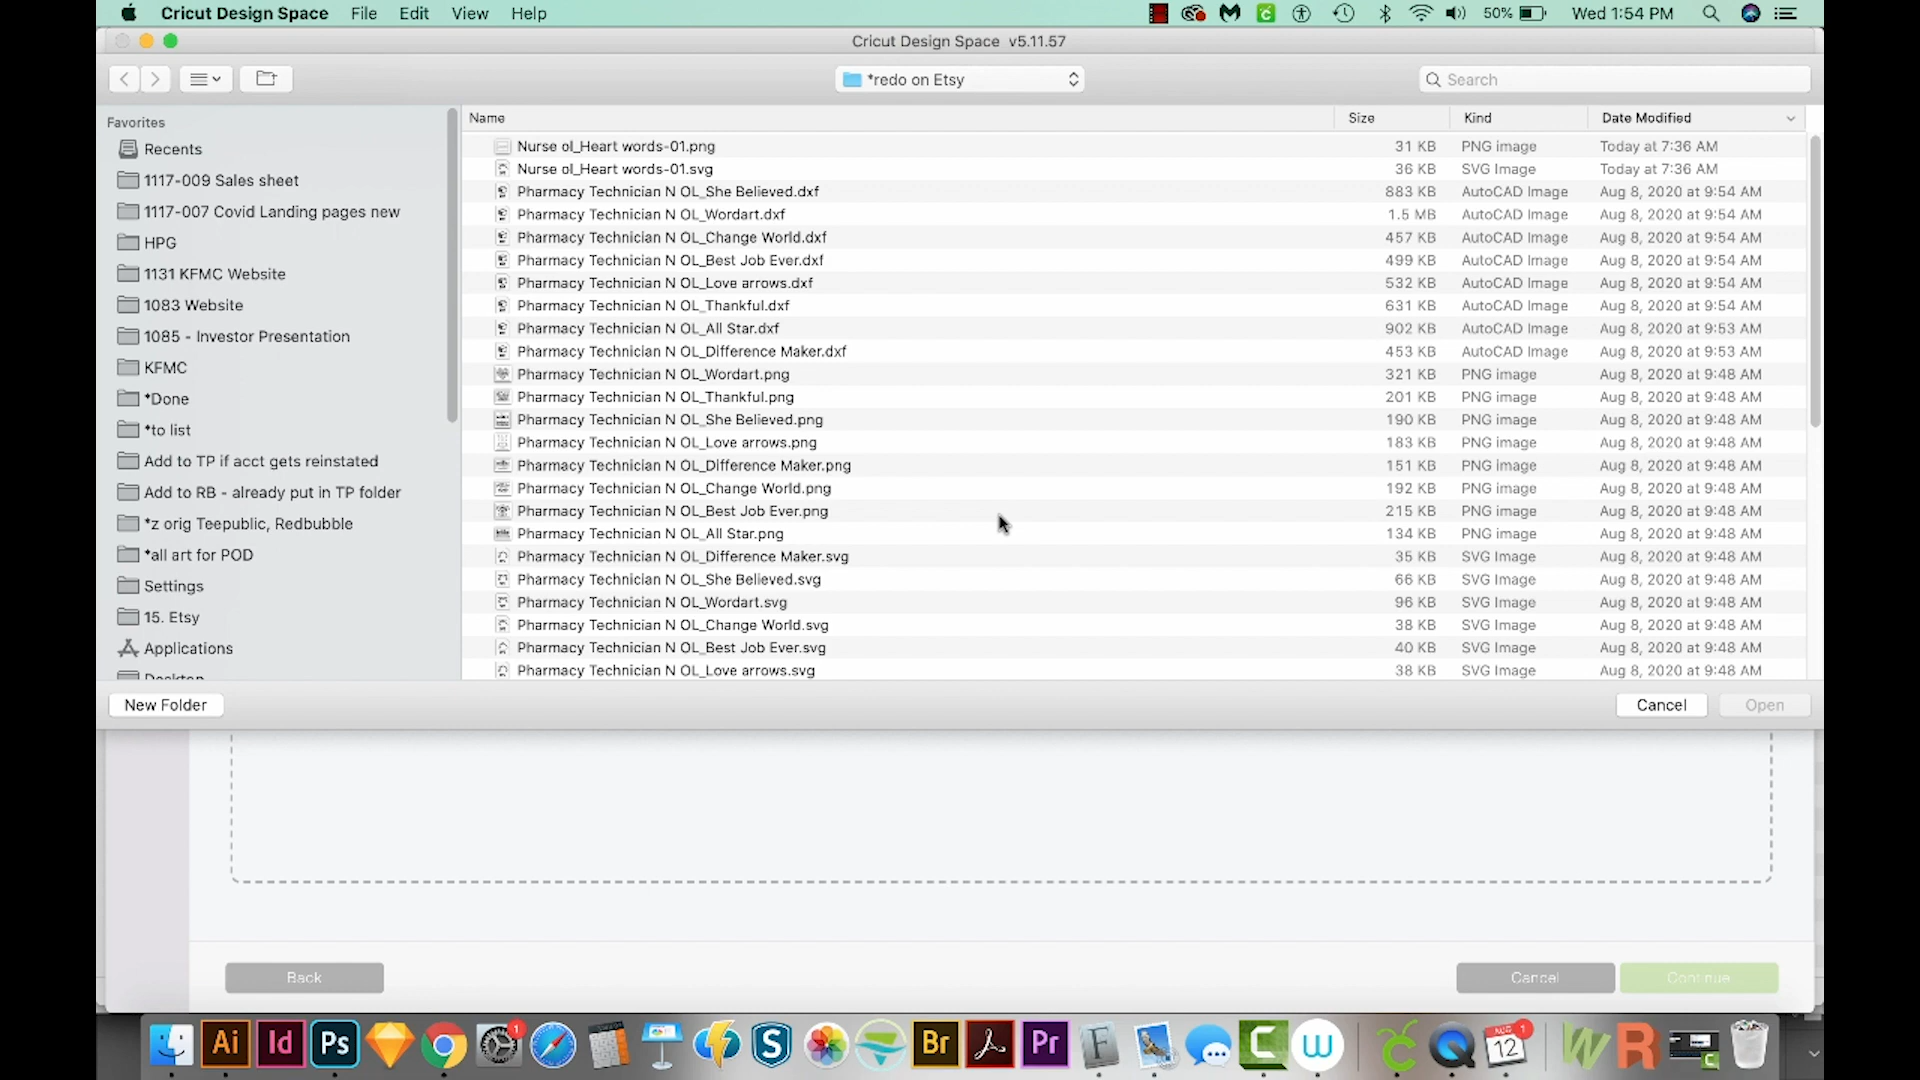 Cricut Design Space File Edit View Help 50% Wed 1:54 PM
Cricut Design Space v5.11.57
*redo on Etsy Search
Favorites
Recents
1117-009 Sales sheet
1117-007 Covid Landing pages new
HPG
1131 KFMC Website
1083 Website
1085 - Investor Presentation
KFMC
*Done
*to list
Add to TP if acct gets reinstated
Add to RB - already put in TP folder
*z orig Teepublic, Redbubble
*all art for POD
Settings
15. Etsy
Applications
Desktop
Name Size Kind Date Modified
Nurse ol_Heart words-01.png 31 KB PNG image Today at 7:36 AM
Nurse ol_Heart words-01.svg 36 KB SVG Image Today at 7:36 AM
Pharmacy Technician N OL_She Believed.dxf 883 KB AutoCAD Image Aug 8, 2020 at 9:54 AM
Pharmacy Technician N OL_Wordart.dxf 1.5 MB AutoCAD Image Aug 8, 2020 at 9:54 AM
Pharmacy Technician N OL_Change World.dxf 457 KB AutoCAD Image Aug 8, 2020 at 9:54 AM
Pharmacy Technician N OL_Best Job Ever.dxf 499 KB AutoCAD Image Aug 8, 2020 at 9:54 AM
Pharmacy Technician N OL_Love arrows.dxf 532 KB AutoCAD Image Aug 8, 2020 at 9:54 AM
Pharmacy Technician N OL_Thankful.dxf 631 KB AutoCAD Image Aug 8, 2020 at 9:54 AM
Pharmacy Technician N OL_All Star.dxf 902 KB AutoCAD Image Aug 8, 2020 at 9:53 AM
Pharmacy Technician N OL_Difference Maker.dxf 453 KB AutoCAD Image Aug 8, 2020 at 9:53 AM
Pharmacy Technician N OL_Wordart.png 321 KB PNG image Aug 8, 2020 at 9:48 AM
Pharmacy Technician N OL_Thankful.png 201 KB PNG image Aug 8, 2020 at 9:48 AM
Pharmacy Technician N OL_She Believed.png 190 KB PNG image Aug 8, 2020 at 9:48 AM
Pharmacy Technician N OL_Love arrows.png 183 KB PNG image Aug 8, 2020 at 9:48 AM
Pharmacy Technician N OL_Difference Maker.png 151 KB PNG image Aug 8, 2020 at 9:48 AM
Pharmacy Technician N OL_Change World.png 192 KB PNG image Aug 8, 2020 at 9:48 AM
Pharmacy Technician N OL_Best Job Ever.png 215 KB PNG image Aug 8, 2020 at 9:48 AM
Pharmacy Technician N OL_All Star.png 134 KB PNG image Aug 8, 2020 at 9:48 AM
Pharmacy Technician N OL_Difference Maker.svg 35 KB SVG Image Aug 8, 2020 at 9:48 AM
Pharmacy Technician N OL_She Believed.svg 66 KB SVG Image Aug 8, 2020 at 9:48 AM
Pharmacy Technician N OL_Wordart.svg 96 KB SVG Image Aug 8, 2020 at 9:48 AM
Pharmacy Technician N OL_Change World.svg 38 KB SVG Image Aug 8, 2020 at 9:48 AM
Pharmacy Technician N OL_Best Job Ever.svg 40 KB SVG Image Aug 8, 2020 at 9:48 AM
Pharmacy Technician N OL_Love arrows.svg 38 KB SVG Image Aug 8, 2020 at 9:48 AM
New Folder Cancel Open
Back Cancel Continue
Ai Id Ps 1 S Br Pr F C W AUG 12 1 W R